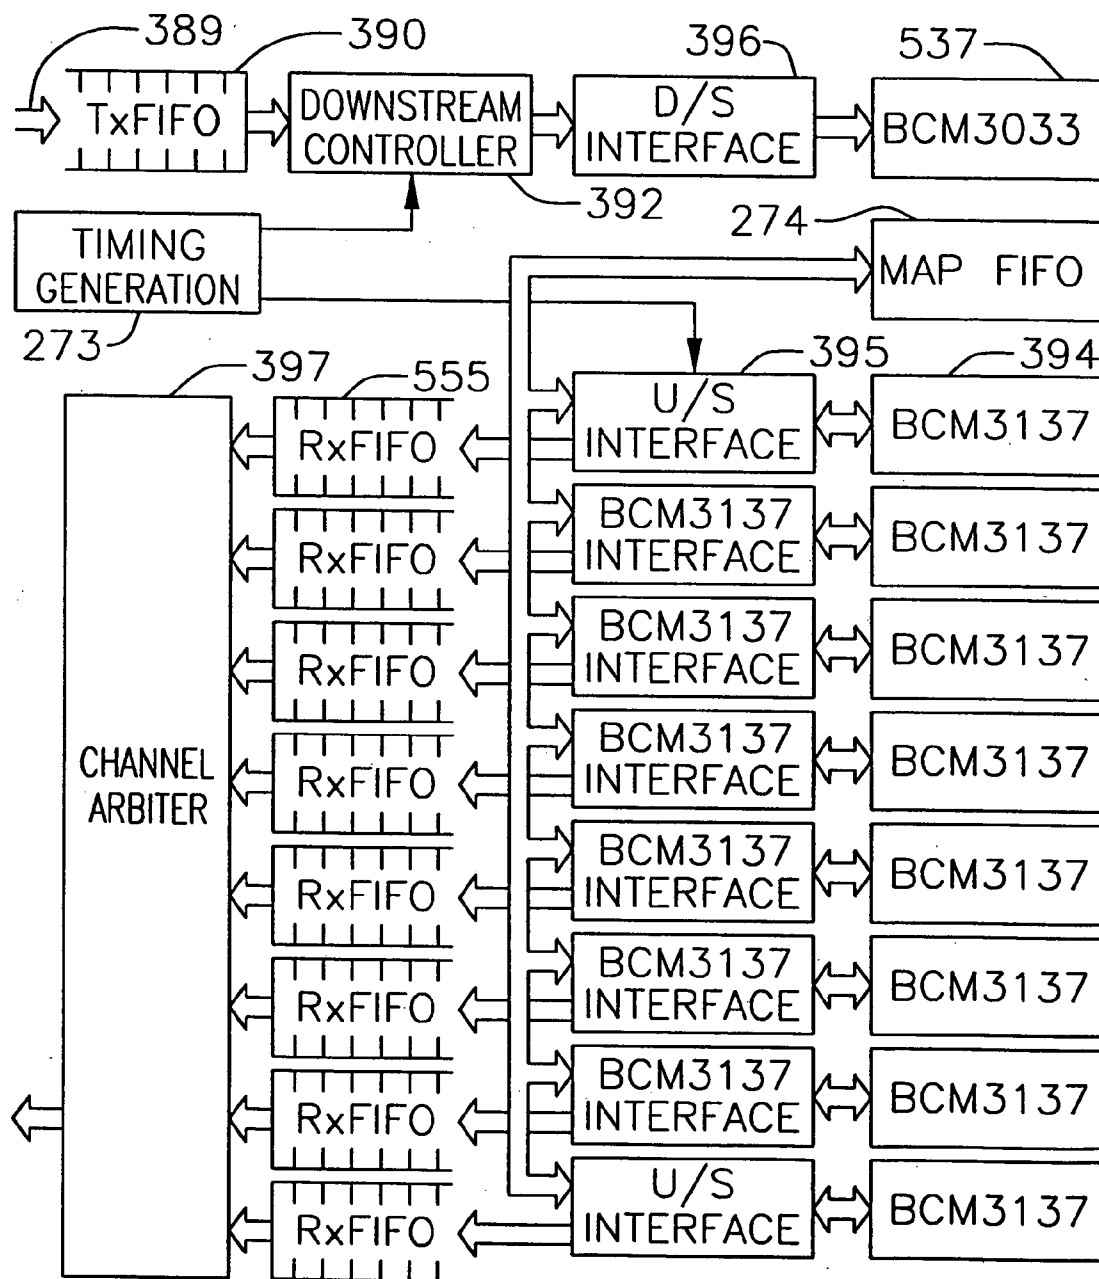 389
390
396
537
TxFIFO
DOWNSTREAM
CONTROLLER
D/S
INTERFACE
BCM3033
392
274
TIMING
GENERATION
MAP FIFO
273
397
555
395
394
RxFIFO
U/S
INTERFACE
BCM3137
RxFIFO
BCM3137
INTERFACE
BCM3137
RxFIFO
BCM3137
INTERFACE
BCM3137
CHANNEL
ARBITER
RxFIFO
BCM3137
INTERFACE
BCM3137
RxFIFO
BCM3137
INTERFACE
BCM3137
RxFIFO
BCM3137
INTERFACE
BCM3137
RxFIFO
BCM3137
INTERFACE
BCM3137
RxFIFO
U/S
INTERFACE
BCM3137